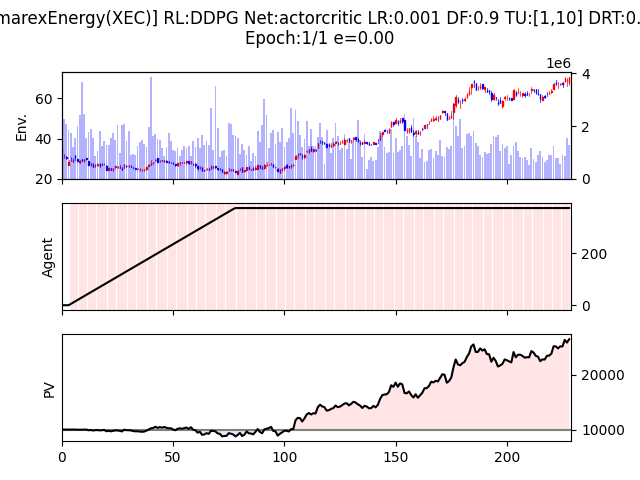 marexEnergy(XEC)] RL:DDPG Net:actorcritic LR:0.001 DF:0.9 TU:[1,10] DRT:0.
Epoch:1/1 e=0.00
1e6
Env.
60
40
20
4
2
0
Agent
200
0
PV
20000
10000
0
50
100
150
200